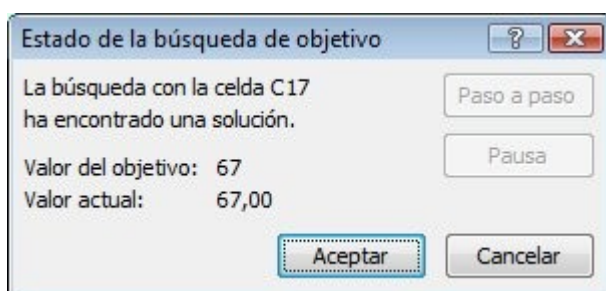 Estado de la búsqueda de objetivo
La búsqueda con la celda C17
ha encontrado una solución.
Paso a paso
Pausa
Valor del objetivo: 67
Valor actual: 67,00
Aceptar
Cancelar